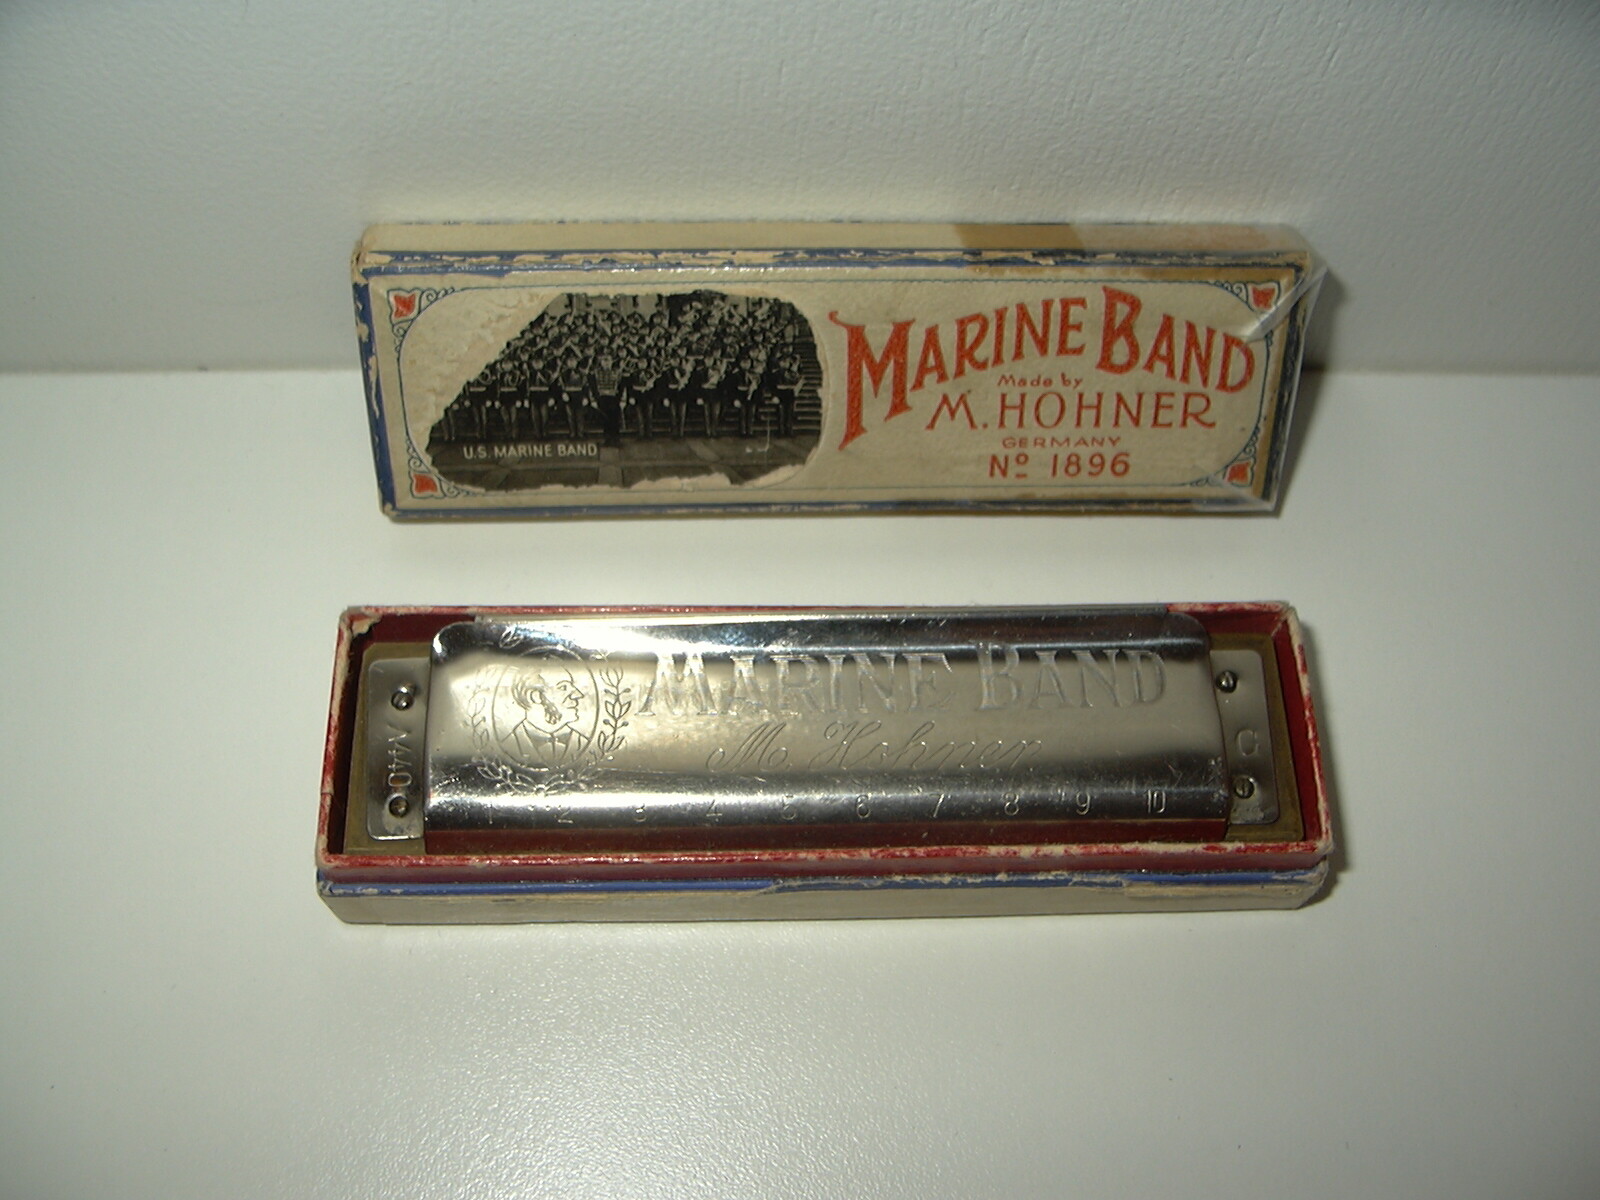 MARINE BAND
Made by
M. HOHNER
GERMANY
Nº 1896
U.S. MARINE BAND
MARINE BAND
M. Hohner
A440
C
1 2 3 4 5 6 7 8 9 10